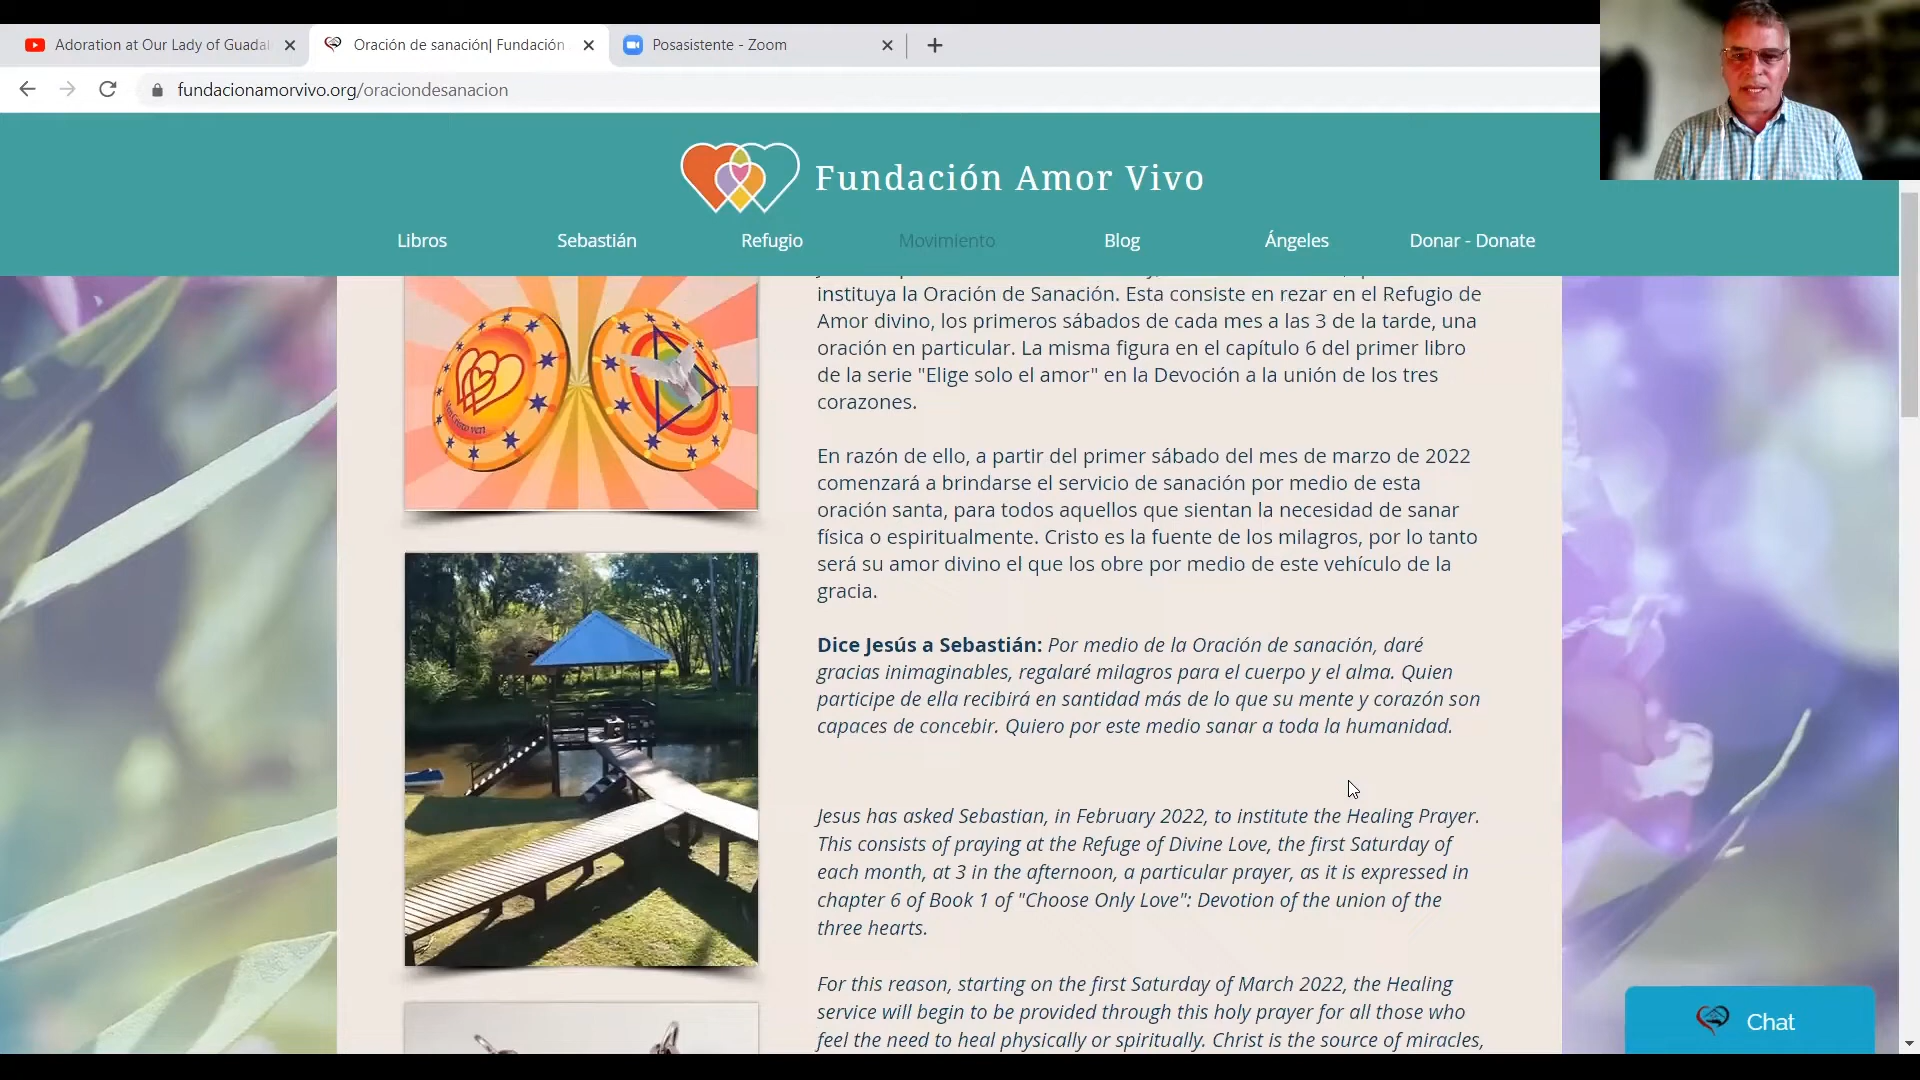 Adoration at Our Lady of Guadal
Oración de sanación| Fundación
Posasistente - Zoom
fundacionamorvivo.org/oraciondesanacion
Fundación Amor Vivo
Libros
Sebastián
Refugio
Movimiento
Blog
Ángeles
Donar - Donate
instituya la Oración de Sanación. Esta consiste en rezar en el Refugio de
Amor divino, los primeros sábados de cada mes a las 3 de la tarde, una
oración en particular. La misma figura en el capítulo 6 del primer libro
de la serie "Elige solo el amor" en la Devoción a la unión de los tres
corazones.
En razón de ello, a partir del primer sábado del mes de marzo de 2022
comenzará a brindarse el servicio de sanación por medio de esta
oración santa, para todos aquellos que sientan la necesidad de sanar
física o espiritualmente. Cristo es la fuente de los milagros, por lo tanto
será su amor divino el que los obre por medio de este vehículo de la
gracia.
Dice Jesús a Sebastián: Por medio de la Oración de sanación, daré
gracias inimaginables, regalaré milagros para el cuerpo y el alma. Quien
participe de ella recibirá en santidad más de lo que su mente y corazón son
capaces de concebir. Quiero por este medio sanar a toda la humanidad.
Jesus has asked Sebastian, in February 2022, to institute the Healing Prayer.
This consists of praying at the Refuge of Divine Love, the first Saturday of
each month, at 3 in the afternoon, a particular prayer, as it is expressed in
chapter 6 of Book 1 of "Choose Only Love": Devotion of the union of the
three hearts.
For this reason, starting on the first Saturday of March 2022, the Healing
service will begin to be provided through this holy prayer for all those who
feel the need to heal physically or spiritually. Christ is the source of miracles,
Chat